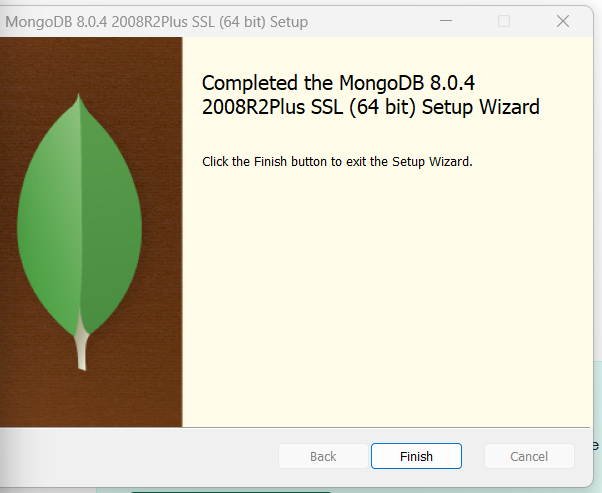 MongoDB 8.0.4 2008R2Plus SSL (64 bit) Setup
Completed the MongoDB 8.0.4
2008R2Plus SSL (64 bit) Setup Wizard
Click the Finish button to exit the Setup Wizard.
Back
Finish
Cancel